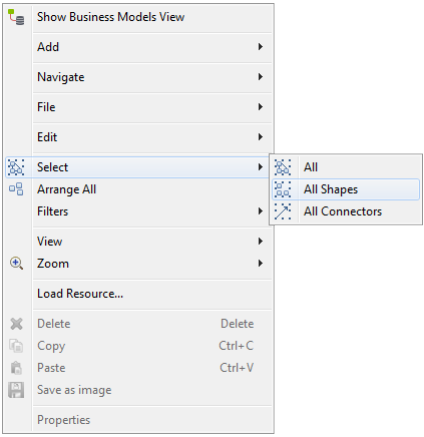 Show Business Models View
Add
Navigate
File
Edit
Select
All
Arrange All
All Shapes
Filters
All Connectors
View
Zoom
Load Resource...
Delete Delete
Copy Ctrl+C
Paste Ctrl+V
Save as image
Properties